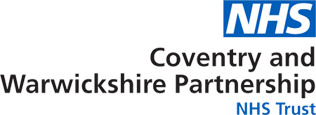 NHS
Coventry and
Warwickshire Partnership
NHS Trust